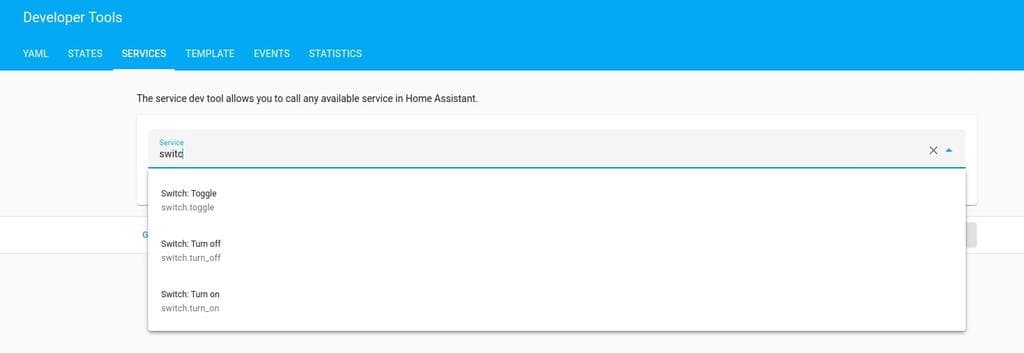 Developer Tools
YAML STATES SERVICES TEMPLATE EVENTS STATISTICS
The service dev tool allows you to call any available service in Home Assistant.
Service
switc
Switch: Toggle
switch.toggle
G
Switch: Turn off
switch.turn_off
Switch: Turn on
switch.turn_on